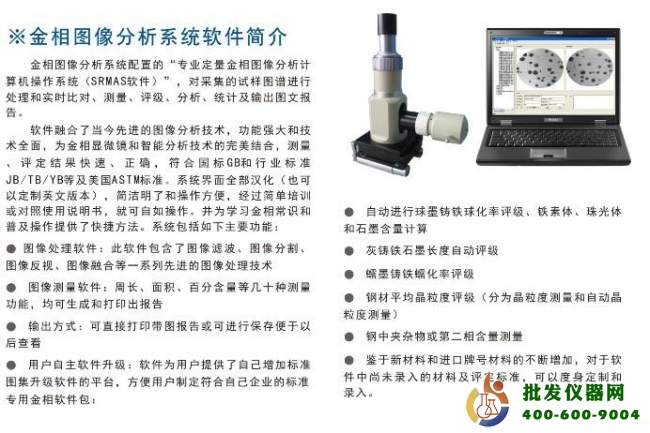 ※金相图像分析系统软件简介
金相图像分析系统配置的“专业定量金相图像分析计
算机操作系统（SRMAS软件）”，对采集的试样图谱进行
处理和实时比对、测量、评级、分析、统计及输出图文报
告。
软件融合了当今先进的图像分析技术，功能强大和技
术全面，为金相显微镜和智能分析技术的完美结合，测量
、评定结果快速、正确，符合国标GB和行业标准
JB/TB/YB等及美国ASTM标准。系统界面全部汉化（也可
以定制英文版本），简洁明了和操作方便，经过简单培训
或对照使用说明书，就可自如操作。并为学习金相常识和
普及操作提供了快捷方法。系统包括如下主要功能：
● 图像处理软件：此软件包含了图像滤波、图像分割、
图像反视、图像融合等一系列先进的图像处理技术
● 图像测量软件：周长、面积、百分含量等几十种测量
功能，均可生成和打印出报告
● 输出方式：可直接打印带图报告或可进行保存便于以
后查看
● 用户自主软件升级：软件为用户提供了自己增加标准
图集升级软件的平台，方便用户制定符合自己企业的标准
专用金相软件包：
● 自动进行球墨铸铁球化率评级、铁素体、珠光体
和石墨含量计算
● 灰铸铁石墨长度自动评级
● 蠕墨铸铁蠕化率评级
● 钢材平均晶粒度评级（分为晶粒度测量和自动晶
粒度测量）
● 钢中夹杂物或第二相含量测量
● 鉴于新材料和进口牌号材料的不断增加，对于软
件中尚未录入的材料及评定标准，可以度身定制和
录入。
批发仪器网
400-600-9004